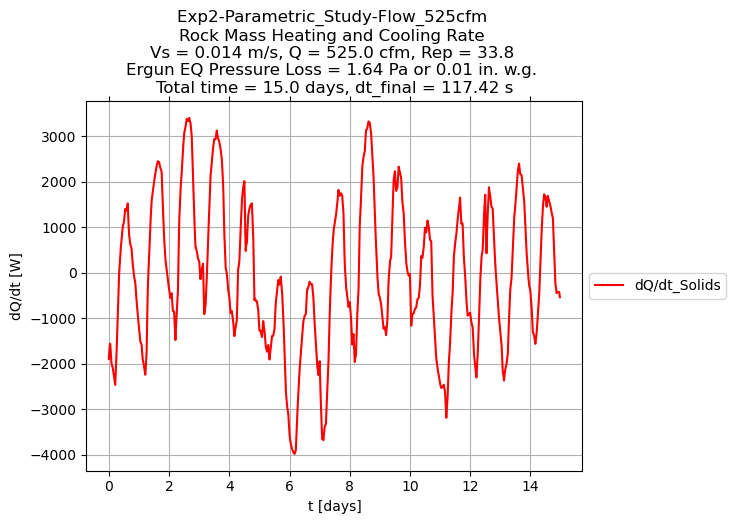 Exp2-Parametric_Study-Flow_525cfm
Rock Mass Heating and Cooling Rate
Vs = 0.014 m/s, Q = 525.0 cfm, Rep = 33.8
Ergun EQ Pressure Loss = 1.64 Pa or 0.01 in. w.g.
Total time = 15.0 days, dt_final = 117.42 s
3000
2000
1000
0
−1000
−2000
−3000
−4000
dQ/dt [W]
0 2 4 6 8 10 12 14
t [days]
dQ/dt_Solids